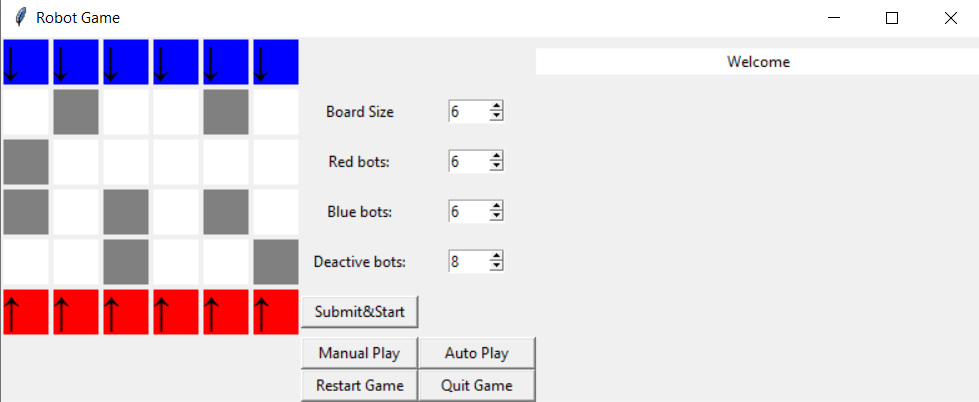 Robot Game
Welcome
↓ ↓ ↓ ↓ ↓ ↓
Board Size 6
Red bots: 6
Blue bots: 6
Deactive bots: 8
↑ ↑ ↑ ↑ ↑ ↑
Submit&Start
Manual Play Auto Play
Restart Game Quit Game